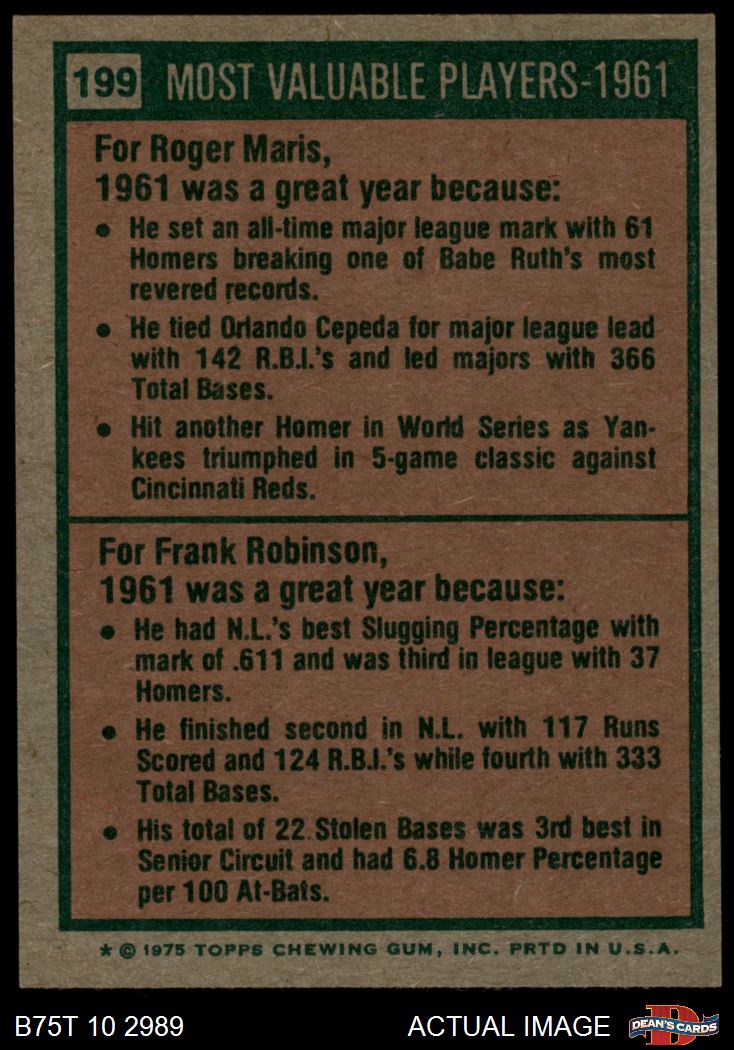 199 MOST VALUABLE PLAYERS-1961
For Roger Maris,
1961 was a great year because:
• He set an all-time major league mark with 61
Homers breaking one of Babe Ruth's most
revered records.
• He tied Orlando Cepeda for major league lead
with 142 R.B.I.'s and led majors with 366
Total Bases.
• Hit another Homer in World Series as Yan-
kees triumphed in 5-game classic against
Cincinnati Reds.
For Frank Robinson,
1961 was a great year because:
• He had N.L.'s best Slugging Percentage with
mark of .611 and was third in league with 37
Homers.
• He finished second in N.L. with 117 Runs
Scored and 124 R.B.I.'s while fourth with 333
Total Bases.
• His total of 22 Stolen Bases was 3rd best in
Senior Circuit and had 6.8 Homer Percentage
per 100 At-Bats.
* © 1975 TOPPS CHEWING GUM, INC. PRTD IN U.S.A.
B75T 10 2989 ACTUAL IMAGE D DEAN'S CARDS